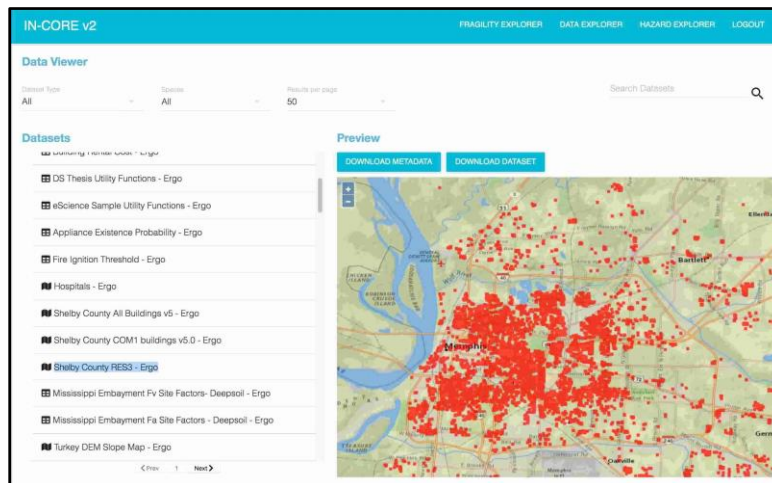 IN-CORE v2
FRAGILITY EXPLORER
DATA EXPLORER
HAZARD EXPLORER
LOGOUT
Data Viewer
Dataset Type
All
Spaces
All
Results per page
50
Search Datasets
Datasets
Building Rental Cost - Ergo
DS Thesis Utility Functions - Ergo
eScience Sample Utility Functions - Ergo
Appliance Existence Probability - Ergo
Fire Ignition Threshold - Ergo
Hospitals - Ergo
Shelby County All Buildings v5 - Ergo
Shelby County COM1 buildings v5.0 - Ergo
Shelby County RES3 - Ergo
Mississippi Embayment Fv Site Factors- Deepsoil - Ergo
Mississippi Embayment Fa Site Factors - Deepsoil - Ergo
Turkey DEM Slope Map - Ergo
Prev
1
Next
Preview
DOWNLOAD METADATA
DOWNLOAD DATASET
+
-
Bartlett
Memphis